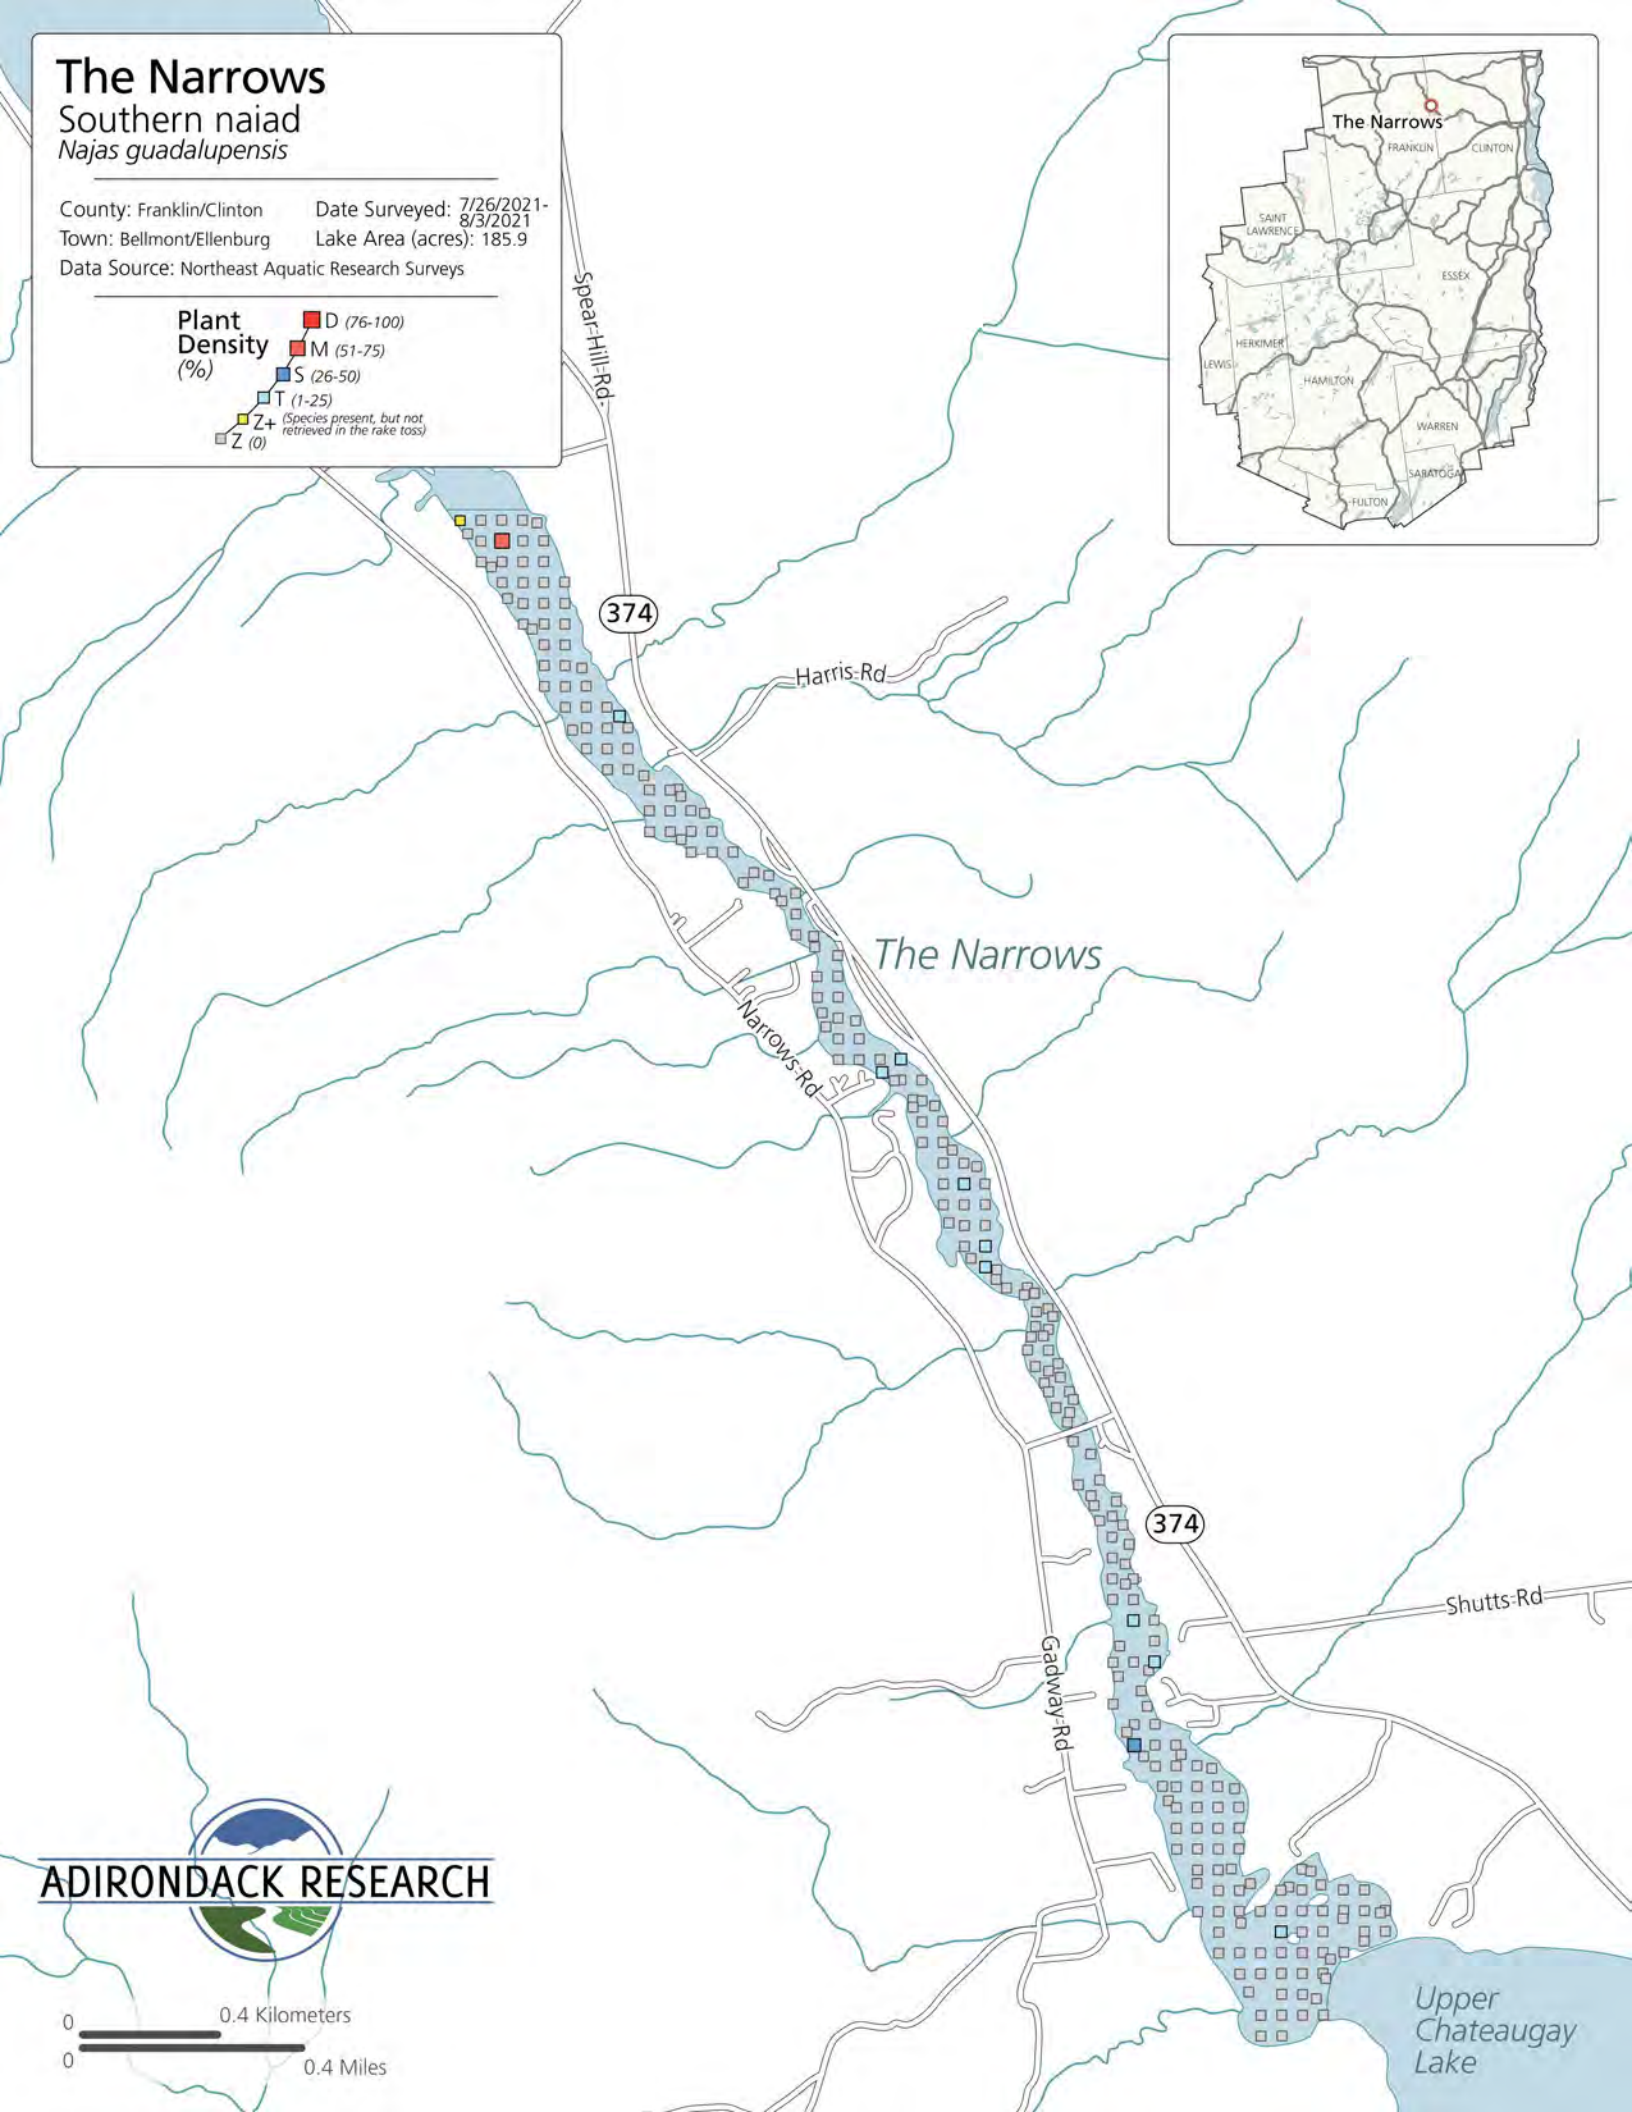 The Narrows
Southern naiad
Najas guadalupensis
County: Franklin/Clinton
Date Surveyed: 7/26/2021-
8/3/2021
Town: Bellmont/Ellenburg
Lake Area (acres): 185.9
Data Source: Northeast Aquatic Research Surveys
Plant
Density
(%)
D (76-100)
M (51-75)
S (26-50)
T (1-25)
Z+ (Species present, but not
retrieved in the rake toss)
Z (0)
The Narrows
FRANKLIN
CLINTON
SAINT
LAWRENCE
ESSEX
HERKIMER
LEWIS
HAMILTON
WARREN
SARATOGA
FULTON
Spear-Hill-Rd-
374
Harris-Rd
The Narrows
Narrows-Rd
374
Shutts-Rd
Gadway-Rd
ADIRONDACK RESEARCH
0
0.4 Kilometers
0
0.4 Miles
Upper
Chateaugay
Lake